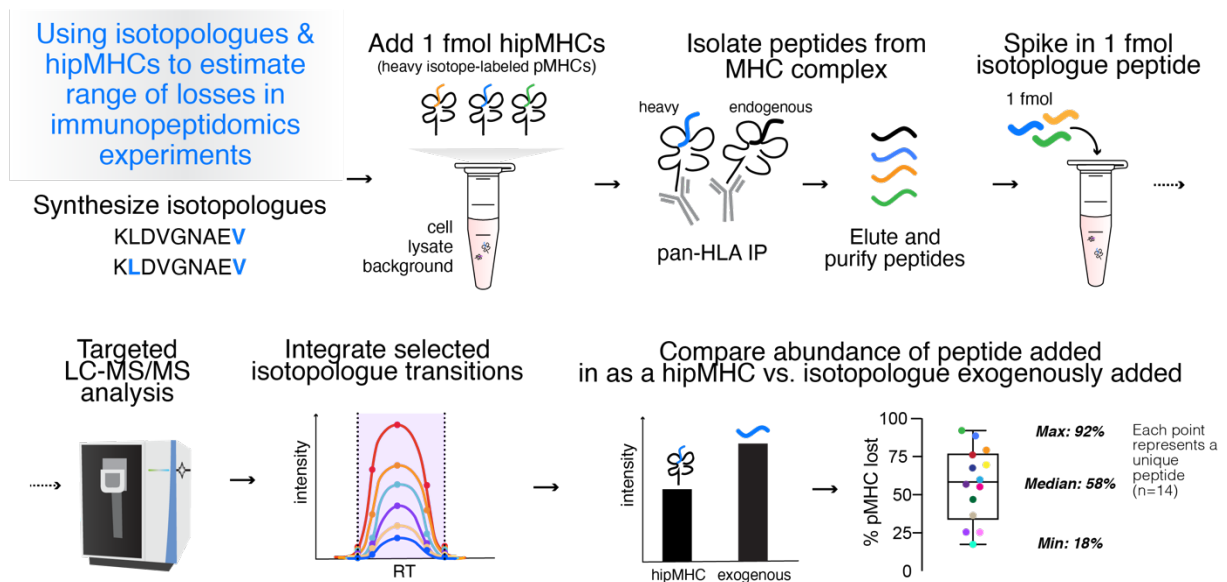 Using isotopologues &
hipMHCs to estimate
range of losses in
immunopeptidomics
experiments
Synthesize isotopologues
KLDVGNAEV
KLDVGNAEV
Add 1 fmol hipMHCs
(heavy isotope-labeled pMHCs)
cell
lysate
background
Isolate peptides from
MHC complex
heavy
endogenous
pan-HLA IP
Elute and
purify peptides
Spike in 1 fmol
isotoplogue peptide
1 fmol
Targeted
LC-MS/MS
analysis
Integrate selected
isotopologue transitions
intensity
RT
Compare abundance of peptide added
in as a hipMHC vs. isotopologue exogenously added
intensity
hipMHC
exogenous
% pMHC lost
100
75
50
25
0
Max: 92%
Median: 58%
Min: 18%
Each point
represents a
unique
peptide
(n=14)